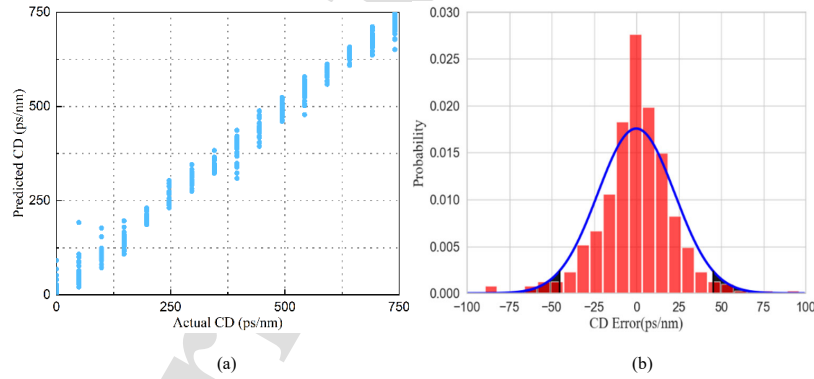 750
500
250
0
Predicted CD (ps/nm)
0 250 500 750
Actual CD (ps/nm)
(a)
0.030
0.025
0.020
0.015
0.010
0.005
0.000
Probability
−100 −75 −50 −25 0 25 50 75 100
CD Error(ps/nm)
(b)